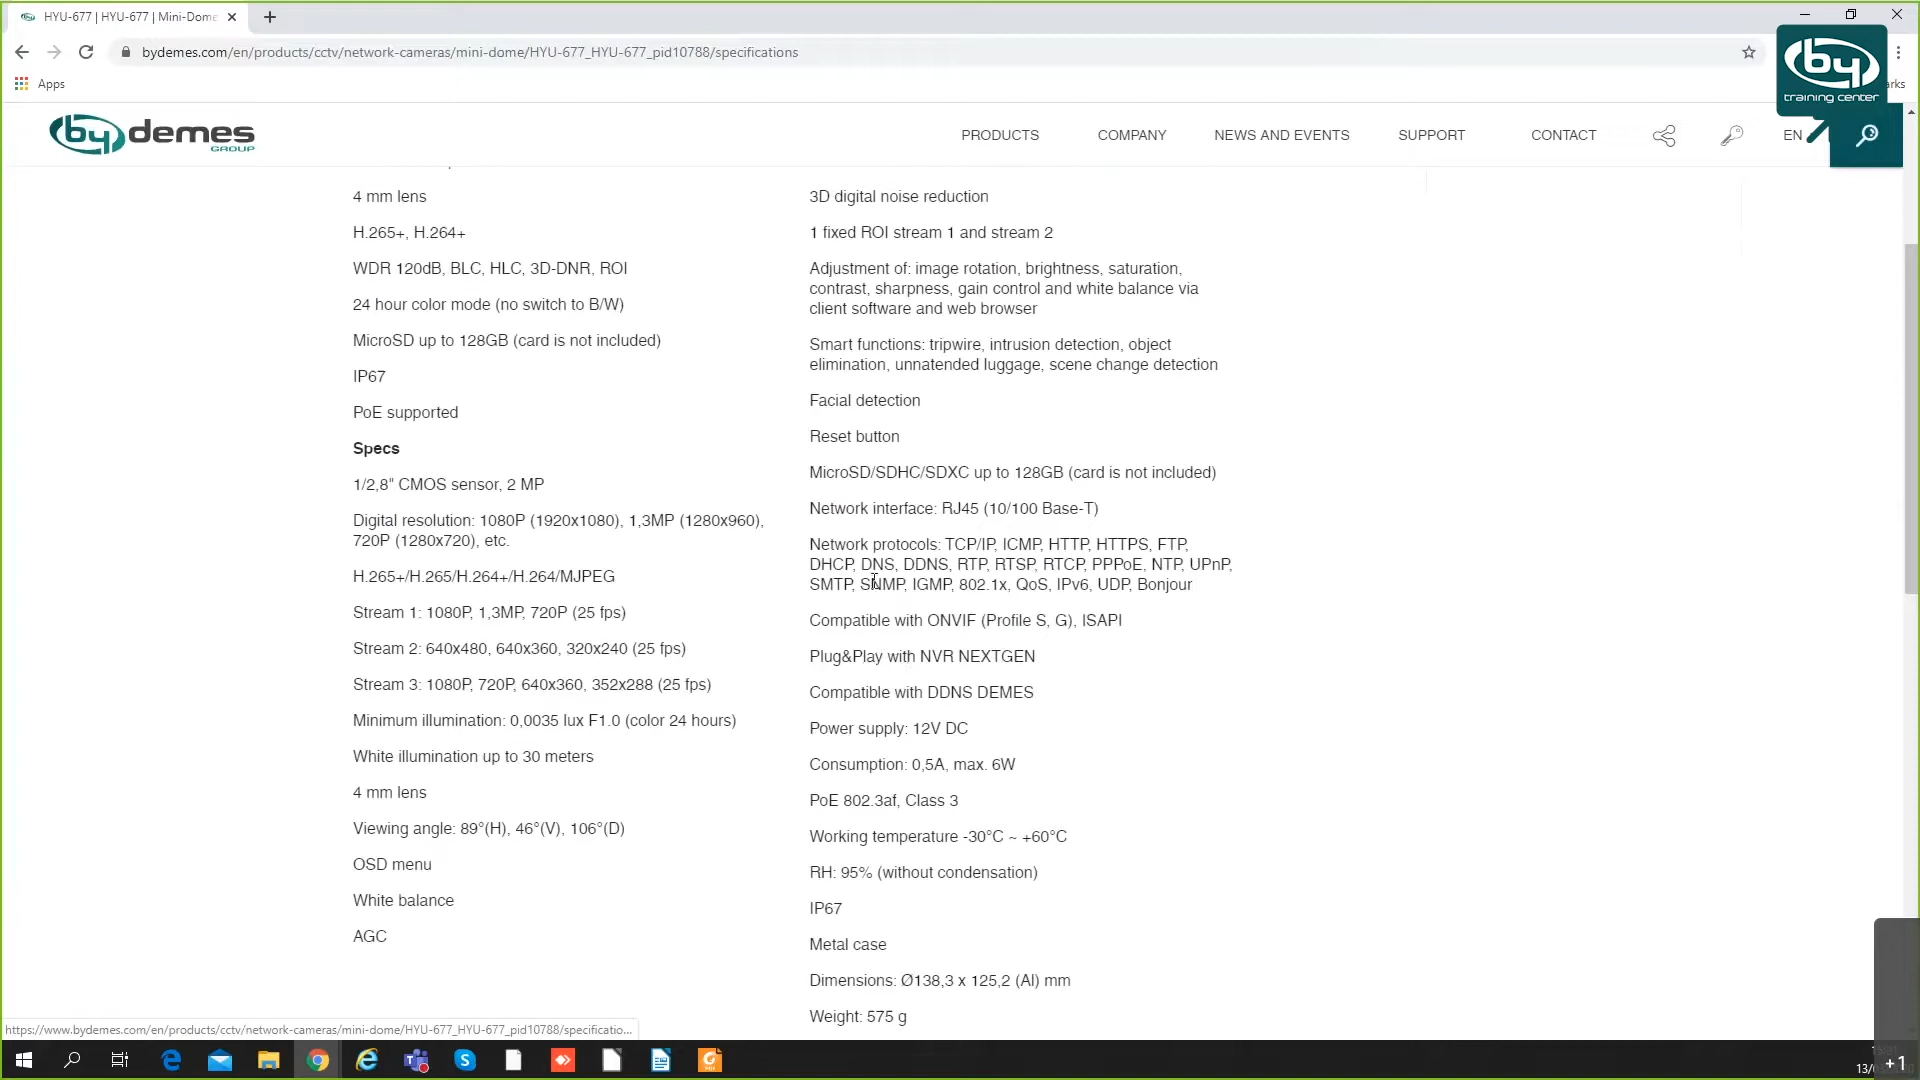 HYU-677 | HYU-677 | Mini-Dome
bydemes.com/en/products/cctv/network-cameras/mini-dome/HYU-677_HYU-677_pid10788/specifications
Apps
by
training center
by demes
GROUP
PRODUCTS
COMPANY
NEWS AND EVENTS
SUPPORT
CONTACT
EN
4 mm lens
H.265+, H.264+
WDR 120dB, BLC, HLC, 3D-DNR, ROI
24 hour color mode (no switch to B/W)
MicroSD up to 128GB (card is not included)
IP67
PoE supported
Specs
1/2,8" CMOS sensor, 2 MP
Digital resolution: 1080P (1920x1080), 1,3MP (1280x960),
720P (1280x720), etc.
H.265+/H.265/H.264+/H.264/MJPEG
Stream 1: 1080P, 1,3MP, 720P (25 fps)
Stream 2: 640x480, 640x360, 320x240 (25 fps)
Stream 3: 1080P, 720P, 640x360, 352x288 (25 fps)
Minimum illumination: 0,0035 lux F1.0 (color 24 hours)
White illumination up to 30 meters
4 mm lens
Viewing angle: 89°(H), 46°(V), 106°(D)
OSD menu
White balance
AGC
3D digital noise reduction
1 fixed ROI stream 1 and stream 2
Adjustment of: image rotation, brightness, saturation,
contrast, sharpness, gain control and white balance via
client software and web browser
Smart functions: tripwire, intrusion detection, object
elimination, unnatended luggage, scene change detection
Facial detection
Reset button
MicroSD/SDHC/SDXC up to 128GB (card is not included)
Network interface: RJ45 (10/100 Base-T)
Network protocols: TCP/IP, ICMP, HTTP, HTTPS, FTP,
DHCP, DNS, DDNS, RTP, RTSP, RTCP, PPPoE, NTP, UPnP,
SMTP, SNMP, IGMP, 802.1x, QoS, IPv6, UDP, Bonjour
Compatible with ONVIF (Profile S, G), ISAPI
Plug&Play with NVR NEXTGEN
Compatible with DDNS DEMES
Power supply: 12V DC
Consumption: 0,5A, max. 6W
PoE 802.3af, Class 3
Working temperature -30°C ~ +60°C
RH: 95% (without condensation)
IP67
Metal case
Dimensions: Ø138,3 x 125,2 (Al) mm
Weight: 575 g
https://www.bydemes.com/en/products/cctv/network-cameras/mini-dome/HYU-677_HYU-677_pid10788/specificatio...
+1